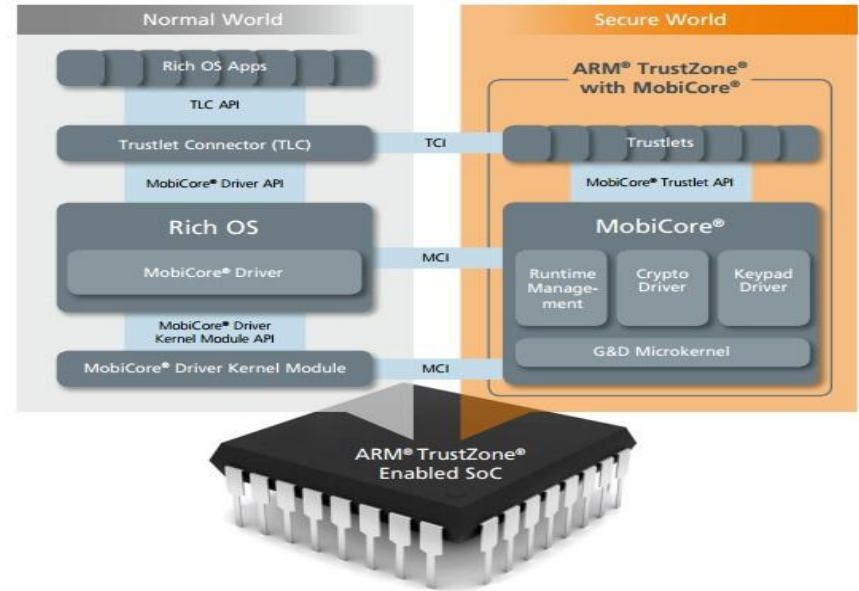 Normal World
Secure World
Rich OS Apps
TLC API
Trustlet Connector (TLC)
MobiCore® Driver API
Rich OS
MobiCore® Driver
MobiCore® Driver
Kernel Module API
MobiCore® Driver Kernel Module
TCI
MCI
MCI
ARM® TrustZone®
with MobiCore®
Trustlets
MobiCore® Trustlet API
MobiCore®
Runtime
Manage-
ment
Crypto
Driver
Keypad
Driver
G&D Microkernel
ARM® TrustZone®
Enabled SoC